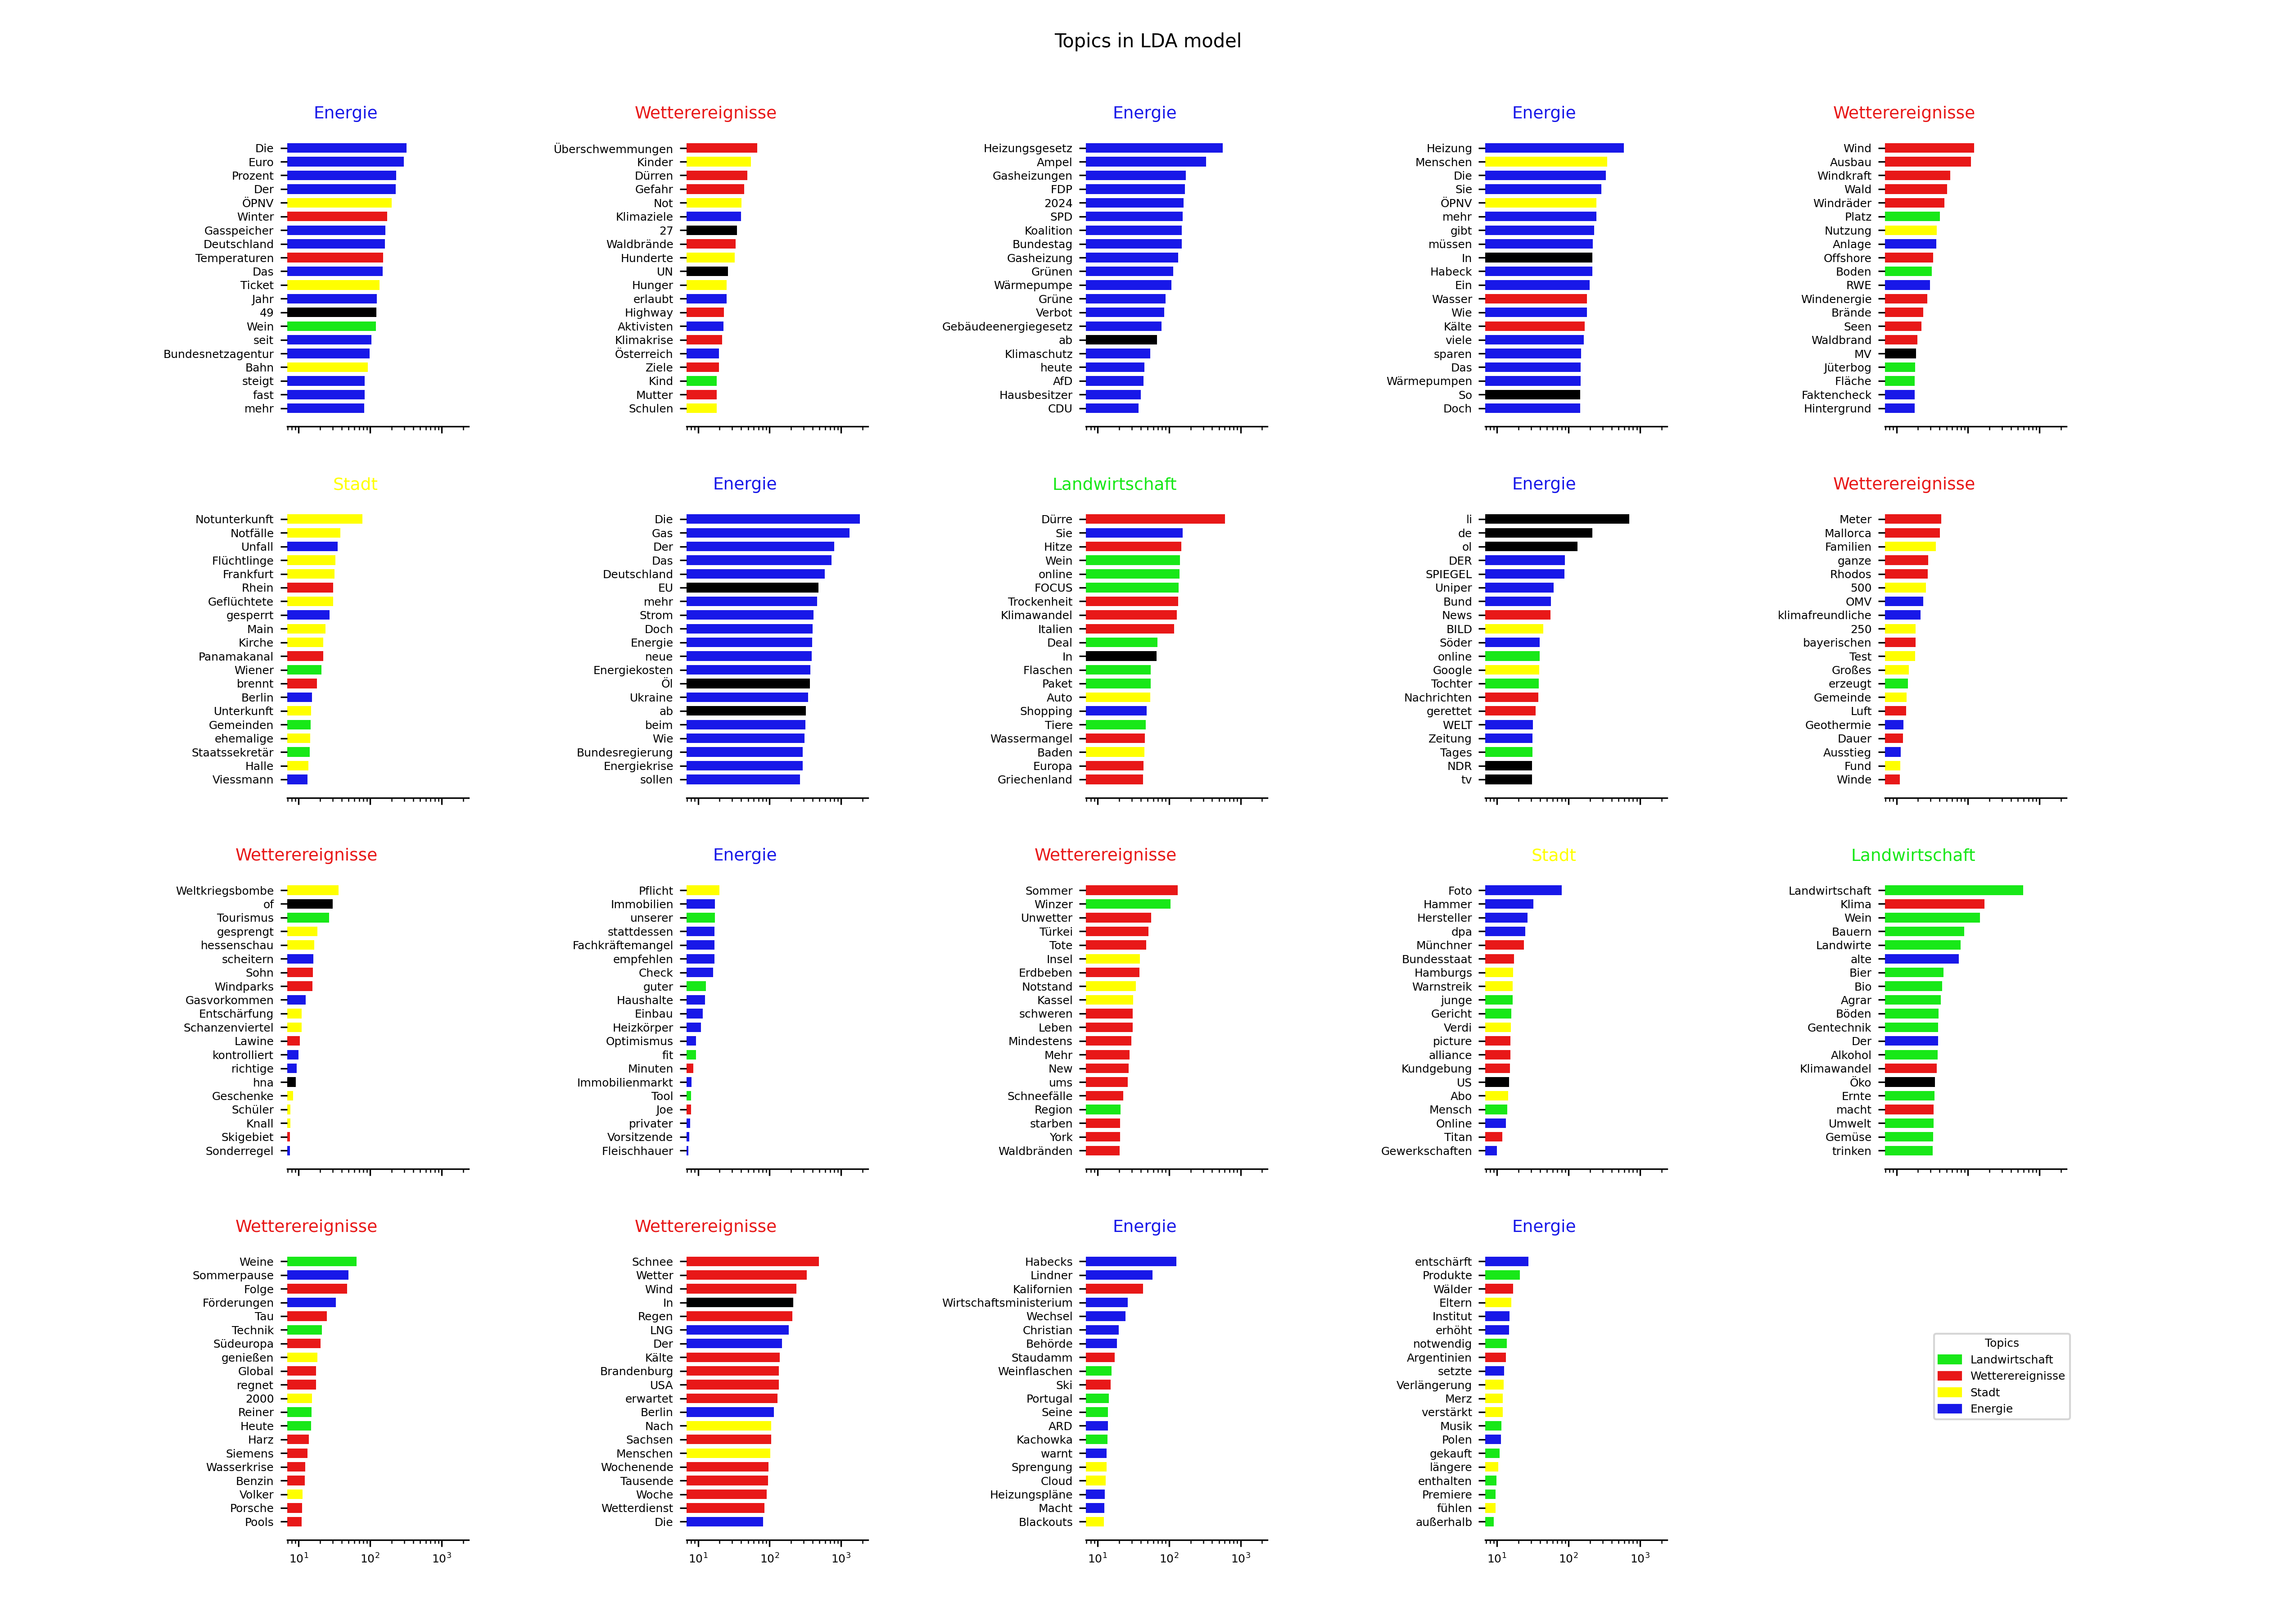 Topics in LDA model
Energie
Die
Euro
Prozent
Der
ÖPNV
Winter
Gasspeicher
Deutschland
Temperaturen
Das
Ticket
Jahr
49
Wein
seit
Bundesnetzagentur
Bahn
steigt
fast
mehr
Wetterereignisse
Überschwemmungen
Kinder
Dürren
Gefahr
Not
Klimaziele
27
Waldbrände
Hunderte
UN
Hunger
erlaubt
Highway
Aktivisten
Klimakrise
Österreich
Ziele
Kind
Mutter
Schulen
Energie
Heizungsgesetz
Ampel
Gasheizungen
FDP
2024
SPD
Koalition
Bundestag
Gasheizung
Grünen
Wärmepumpe
Grüne
Verbot
Gebäudeenergiegesetz
ab
Klimaschutz
heute
AfD
Hausbesitzer
CDU
Energie
Heizung
Menschen
Die
Sie
ÖPNV
mehr
gibt
müssen
In
Habeck
Ein
Wasser
Wie
Kälte
viele
sparen
Das
Wärmepumpen
So
Doch
Wetterereignisse
Wind
Ausbau
Windkraft
Wald
Windräder
Platz
Nutzung
Anlage
Offshore
Boden
RWE
Windenergie
Brände
Seen
Waldbrand
MV
Jüterbog
Fläche
Faktencheck
Hintergrund
Stadt
Notunterkunft
Notfälle
Unfall
Flüchtlinge
Frankfurt
Rhein
Geflüchtete
gesperrt
Main
Kirche
Panamakanal
Wiener
brennt
Berlin
Unterkunft
Gemeinden
ehemalige
Staatssekretär
Halle
Viessmann
Energie
Die
Gas
Der
Das
Deutschland
EU
mehr
Strom
Doch
Energie
neue
Energiekosten
Öl
Ukraine
ab
beim
Wie
Bundesregierung
Energiekrise
sollen
Landwirtschaft
Dürre
Sie
Hitze
Wein
online
FOCUS
Trockenheit
Klimawandel
Italien
Deal
In
Flaschen
Paket
Auto
Shopping
Tiere
Wassermangel
Baden
Europa
Griechenland
Energie
li
de
ol
DER
SPIEGEL
Uniper
Bund
News
BILD
Söder
online
Google
Tochter
Nachrichten
gerettet
WELT
Zeitung
Tages
NDR
tv
Wetterereignisse
Meter
Mallorca
Familien
ganze
Rhodos
500
OMV
klimafreundliche
250
bayerischen
Test
Großes
erzeugt
Gemeinde
Luft
Geothermie
Dauer
Ausstieg
Fund
Winde
Wetterereignisse
Weltkriegsbombe
of
Tourismus
gesprengt
hessenschau
scheitern
Sohn
Windparks
Gasvorkommen
Entschärfung
Schanzenviertel
Lawine
kontrolliert
richtige
hna
Geschenke
Schüler
Knall
Skigebiet
Sonderregel
Energie
Pflicht
Immobilien
unserer
stattdessen
Fachkräftemangel
empfehlen
Check
guter
Haushalte
Einbau
Heizkörper
Optimismus
fit
Minuten
Immobilienmarkt
Tool
Joe
privater
Vorsitzende
Fleischhauer
Wetterereignisse
Sommer
Winzer
Unwetter
Türkei
Tote
Insel
Erdbeben
Notstand
Kassel
schweren
Leben
Mindestens
Mehr
New
ums
Schneefälle
Region
starben
York
Waldbränden
Stadt
Foto
Hammer
Hersteller
dpa
Münchner
Bundesstaat
Hamburgs
Warnstreik
junge
Gericht
Verdi
picture
alliance
Kundgebung
US
Abo
Mensch
Online
Titan
Gewerkschaften
Landwirtschaft
Landwirtschaft
Klima
Wein
Bauern
Landwirte
alte
Bier
Bio
Agrar
Böden
Gentechnik
Der
Alkohol
Klimawandel
Öko
Ernte
macht
Umwelt
Gemüse
trinken
Wetterereignisse
Weine
Sommerpause
Folge
Förderungen
Tau
Technik
Südeuropa
genießen
Global
regnet
2000
Reiner
Heute
Harz
Siemens
Wasserkrise
Benzin
Volker
Porsche
Pools
10¹ 10² 10³
Wetterereignisse
Schnee
Wetter
Wind
In
Regen
LNG
Der
Kälte
Brandenburg
USA
erwartet
Berlin
Nach
Sachsen
Menschen
Wochenende
Tausende
Woche
Wetterdienst
Die
10¹ 10² 10³
Energie
Habecks
Lindner
Kalifornien
Wirtschaftsministerium
Wechsel
Christian
Behörde
Staudamm
Weinflaschen
Ski
Portugal
Seine
ARD
Kachowka
warnt
Sprengung
Cloud
Heizungspläne
Macht
Blackouts
10¹ 10² 10³
Energie
entschärft
Produkte
Wälder
Eltern
Institut
erhöht
notwendig
Argentinien
setzte
Verlängerung
Merz
verstärkt
Musik
Polen
gekauft
längere
enthalten
Premiere
fühlen
außerhalb
10¹ 10² 10³
Topics
Landwirtschaft
Wetterereignisse
Stadt
Energie